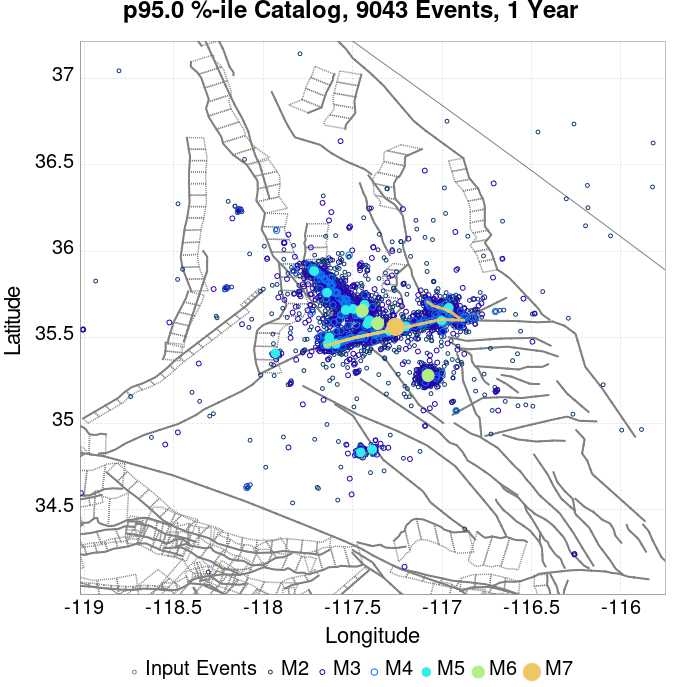 p95.0 %-ile Catalog, 9043 Events, 1 Year
37
36.5
36
35.5
35
34.5
Latitude
-119 -118.5 -118 -117.5 -117 -116.5 -116
Longitude
Input Events M2 M3 M4 M5 M6 M7